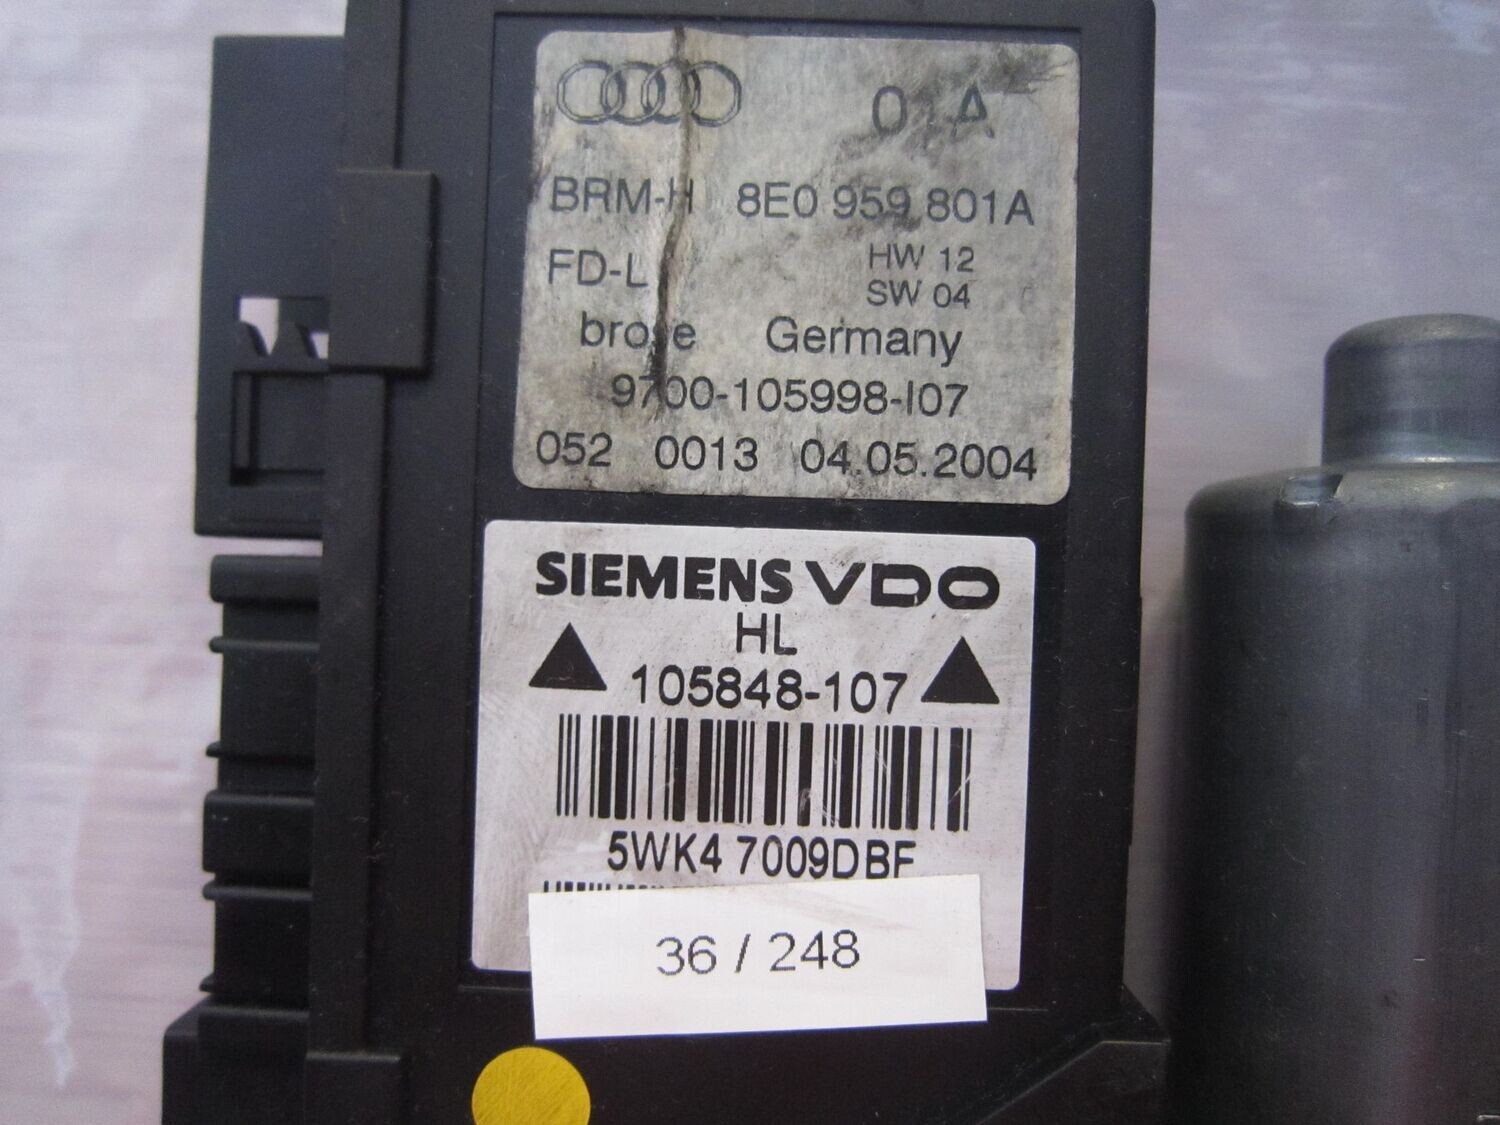 0 A
BRM-H 8E0 959 801A
FD-L HW 12
SW 04
brose Germany
9700-105998-I07
052 0013 04.05.2004
SIEMENS VDO
HL
105848-107
5WK4 7009DBF
36 / 248